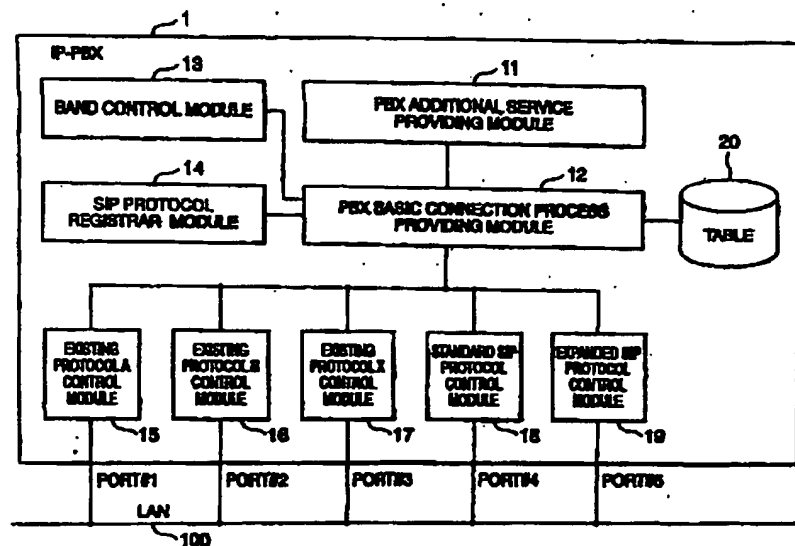 1
IP-PBX
13
BAND CONTROL MODULE
11
PBX ADDITIONAL SERVICE
PROVIDING MODULE
14
SIP PROTOCOL
REGISTRAR MODULE
12
PBX BASIC CONNECTION PROCESS
PROVIDING MODULE
20
TABLE
EXISTING
PROTOCOL A
CONTROL
MODULE
15
EXISTING
PROTOCOL B
CONTROL
MODULE
16
EXISTING
PROTOCOL X
CONTROL
MODULE
17
STANDARD SIP
PROTOCOL
CONTROL
MODULE
18
EXPANDED SIP
PROTOCOL
CONTROL
MODULE
19
PORT#1
PORT#2
PORT#3
PORT#4
PORT#5
LAN
100